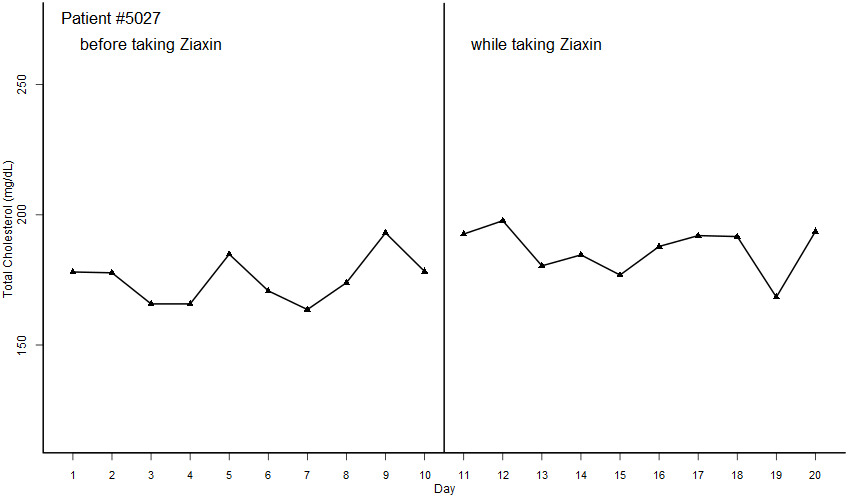 Patient #5027
before taking Ziaxin
while taking Ziaxin
Total Cholesterol (mg/dL)
250
200
150
1 2 3 4 5 6 7 8 9 10 11 12 13 14 15 16 17 18 19 20
Day